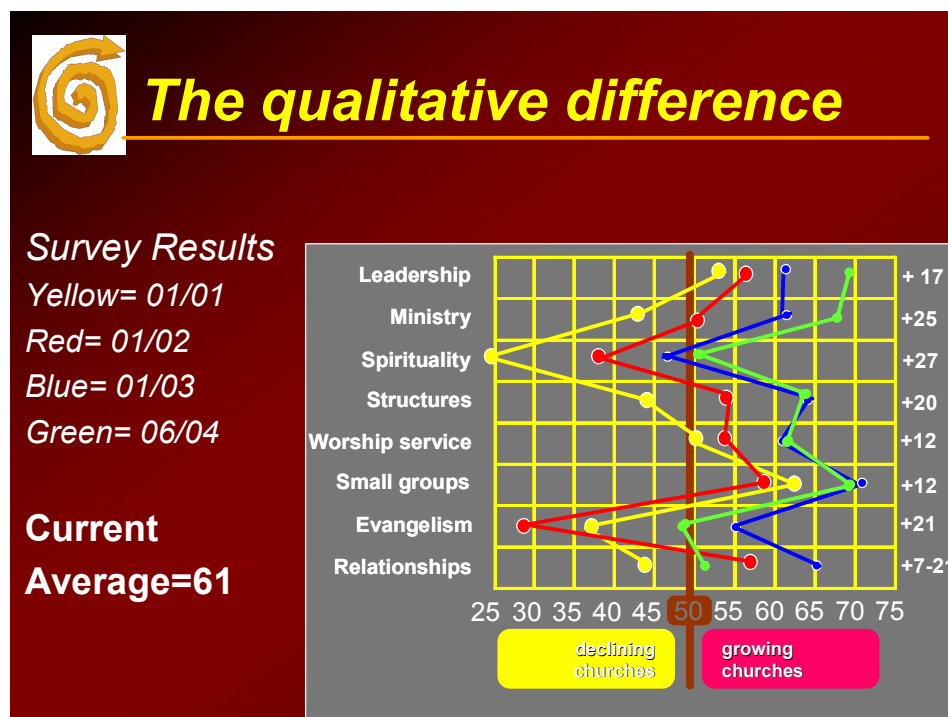 The qualitative difference
Survey Results
Yellow= 01/01
Red= 01/02
Blue= 01/03
Green= 06/04
Current
Average=61
Leadership + 17
Ministry +25
Spirituality +27
Structures +20
Worship service +12
Small groups +12
Evangelism +21
Relationships +7-21
25 30 35 40 45 50 55 60 65 70 75
declining
churches
growing
churches